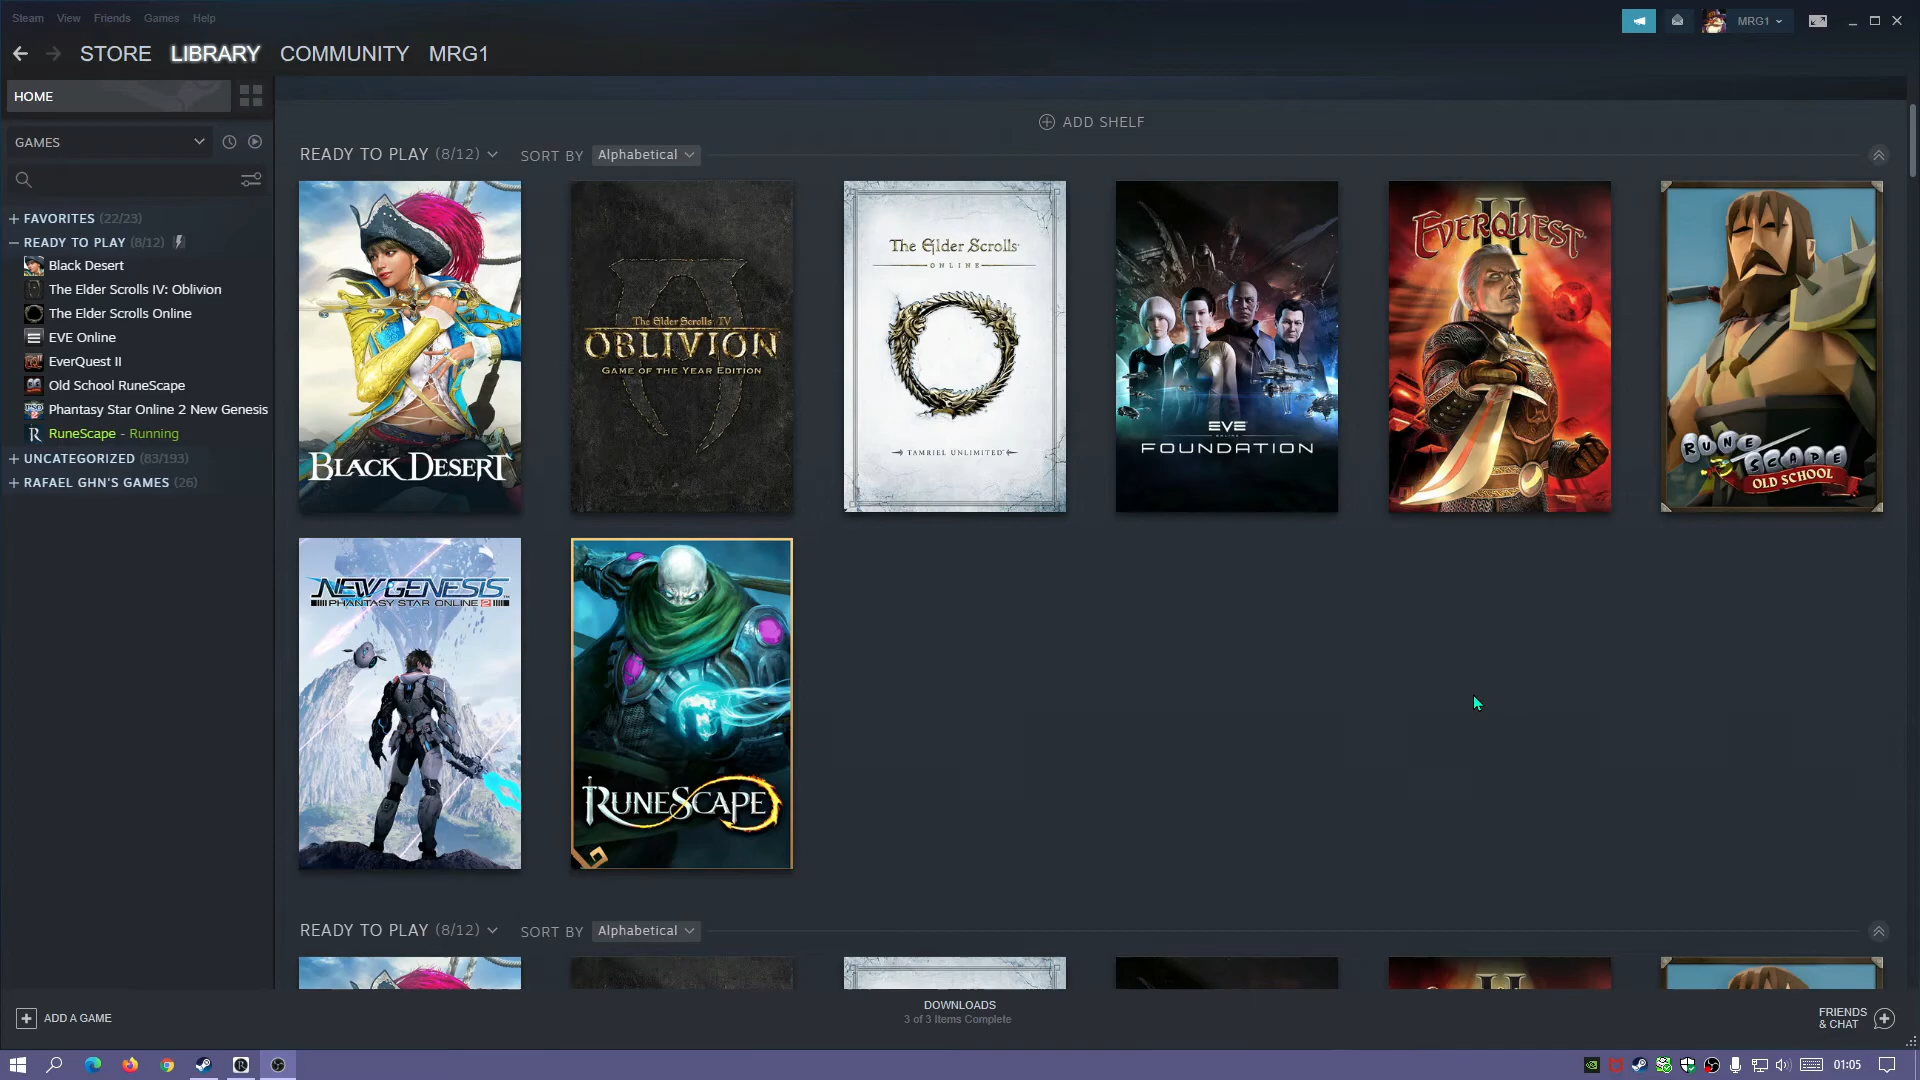 Steam View Friends Games Help
MRG1
STORE LIBRARY COMMUNITY MRG1
HOME
GAMES
FAVORITES (22/23)
READY TO PLAY (8/12)
Black Desert
The Elder Scrolls IV: Oblivion
The Elder Scrolls Online
EVE Online
EverQuest II
Old School RuneScape
Phantasy Star Online 2 New Genesis
RuneScape - Running
UNCATEGORIZED (83/193)
RAFAEL GHN'S GAMES (26)
ADD SHELF
READY TO PLAY (8/12) SORT BY Alphabetical
BLACK DESERT
The Elder Scrolls IV
OBLIVION
GAME OF THE YEAR EDITION
The Elder Scrolls
ONLINE
TAMRIEL UNLIMITED
EVE
ONLINE
FOUNDATION
EVERQUEST II
RUNE SCAPE
OLD SCHOOL
NEW GENESIS
PHANTASY STAR ONLINE 2
RUNESCAPE
READY TO PLAY (8/12) SORT BY Alphabetical
ADD A GAME
DOWNLOADS
3 of 3 Items Complete
FRIENDS
& CHAT
01:05